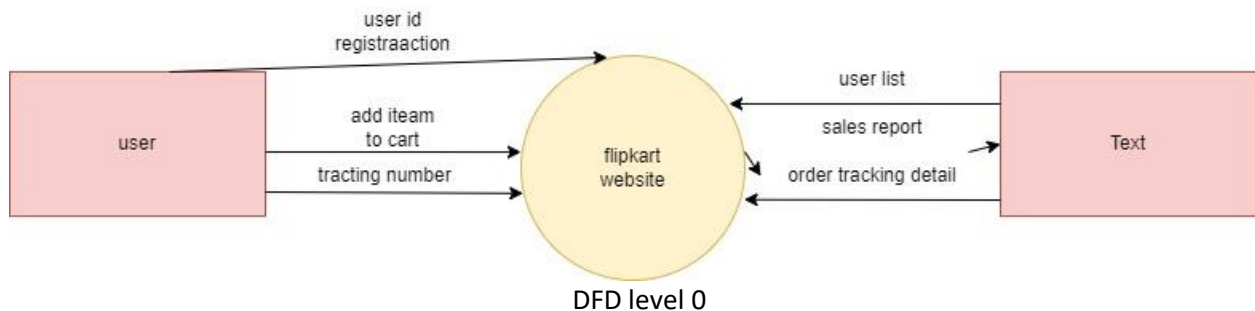 user id
registraaction
user
add iteam
to cart
tracting number
flipkart
website
user list
sales report
order tracking detail
Text
DFD level 0